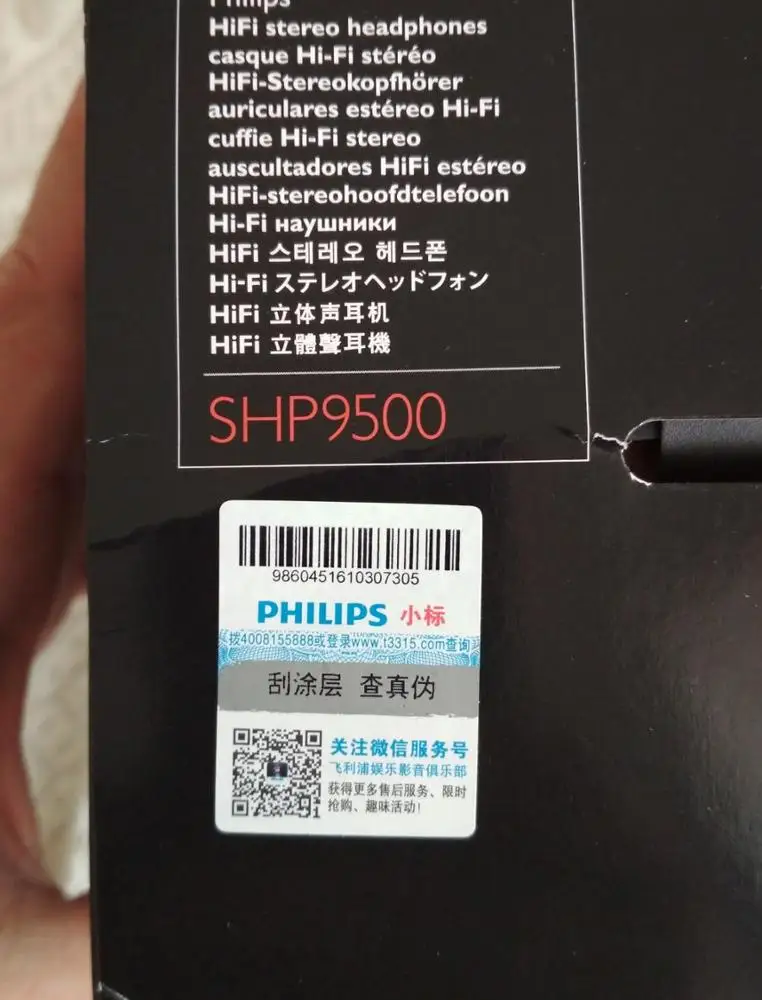 Philips
HiFi stereo headphones
casque Hi-Fi stéréo
HiFi-Stereokopfhörer
auriculares estéreo Hi-Fi
cuffie Hi-Fi stereo
auscultadores HiFi estéreo
HiFi-stereohoofdtelefoon
Hi-Fi наушники
HiFi 스테레오 헤드폰
Hi-Fi ステレオヘッドフォン
HiFi 立体声耳机
HiFi 立體聲耳機
SHP9500
9860451610307305
PHILIPS 小标
拨4008155888或登录www.t3315.com查询
刮涂层 查真伪
关注微信服务号
飞利浦娱乐影音俱乐部
获得更多售后服务、限时
抢购、趣味活动!